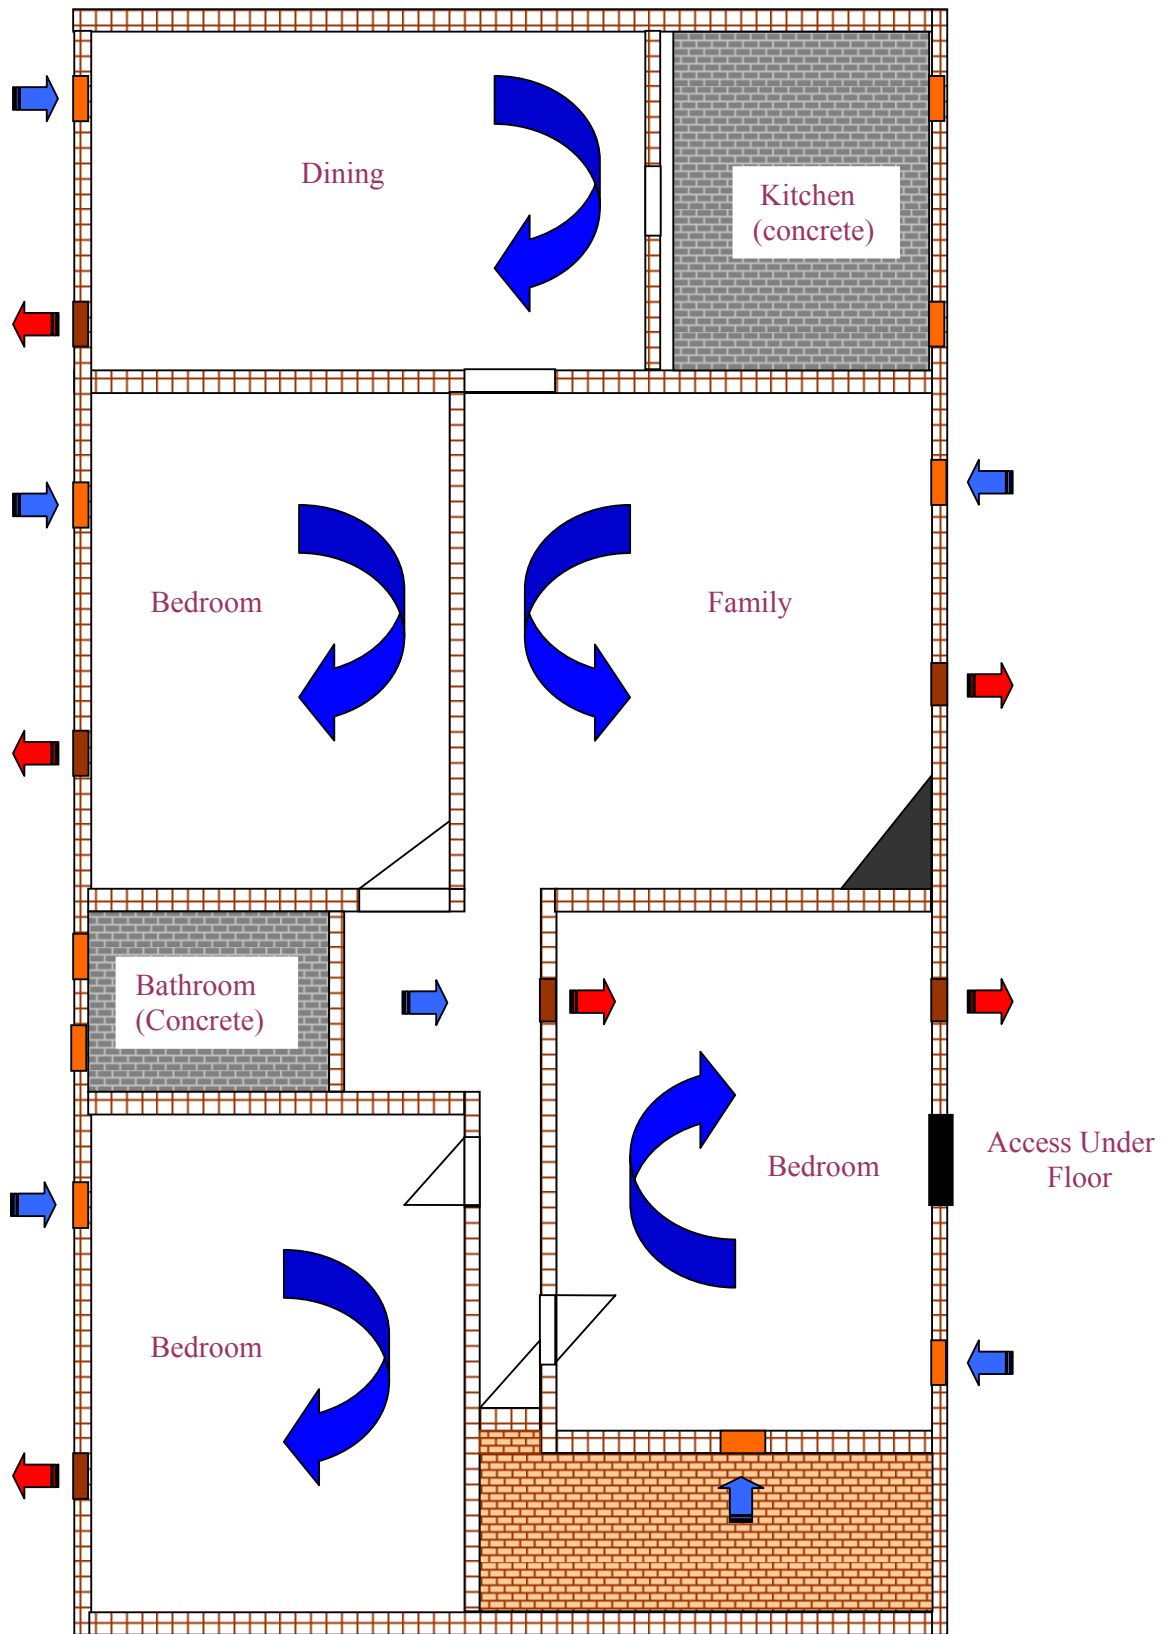 Dining
Kitchen
(concrete)
Bedroom
Family
Bathroom
(Concrete)
Access Under
Floor
Bedroom
Bedroom